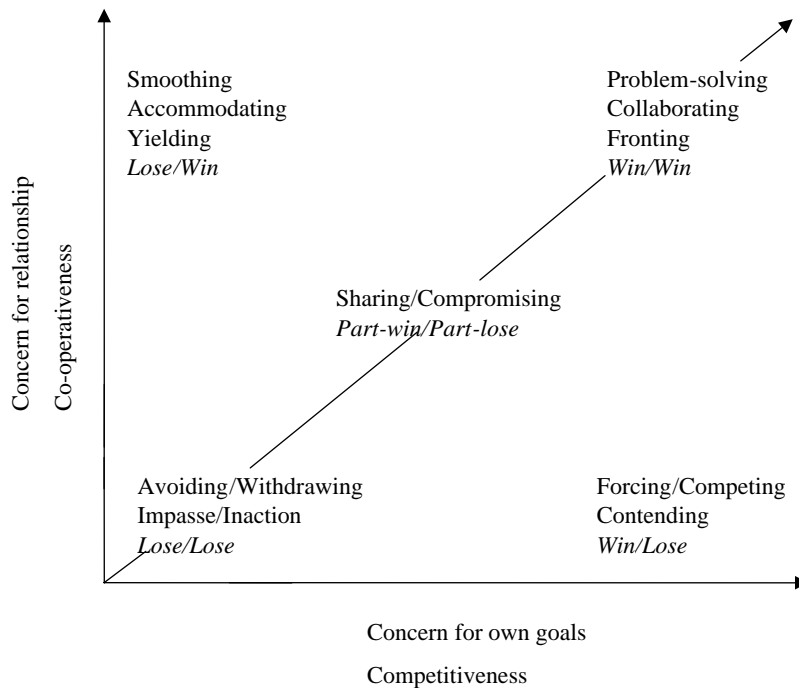 Smoothing
Accommodating
Yielding
Lose/Win
Problem-solving
Collaborating
Fronting
Win/Win
Concern for relationship
Co-operativeness
Sharing/Compromising
Part-win/Part-lose
Avoiding/Withdrawing
Impasse/Inaction
Lose/Lose
Forcing/Competing
Contending
Win/Lose
Concern for own goals
Competitiveness